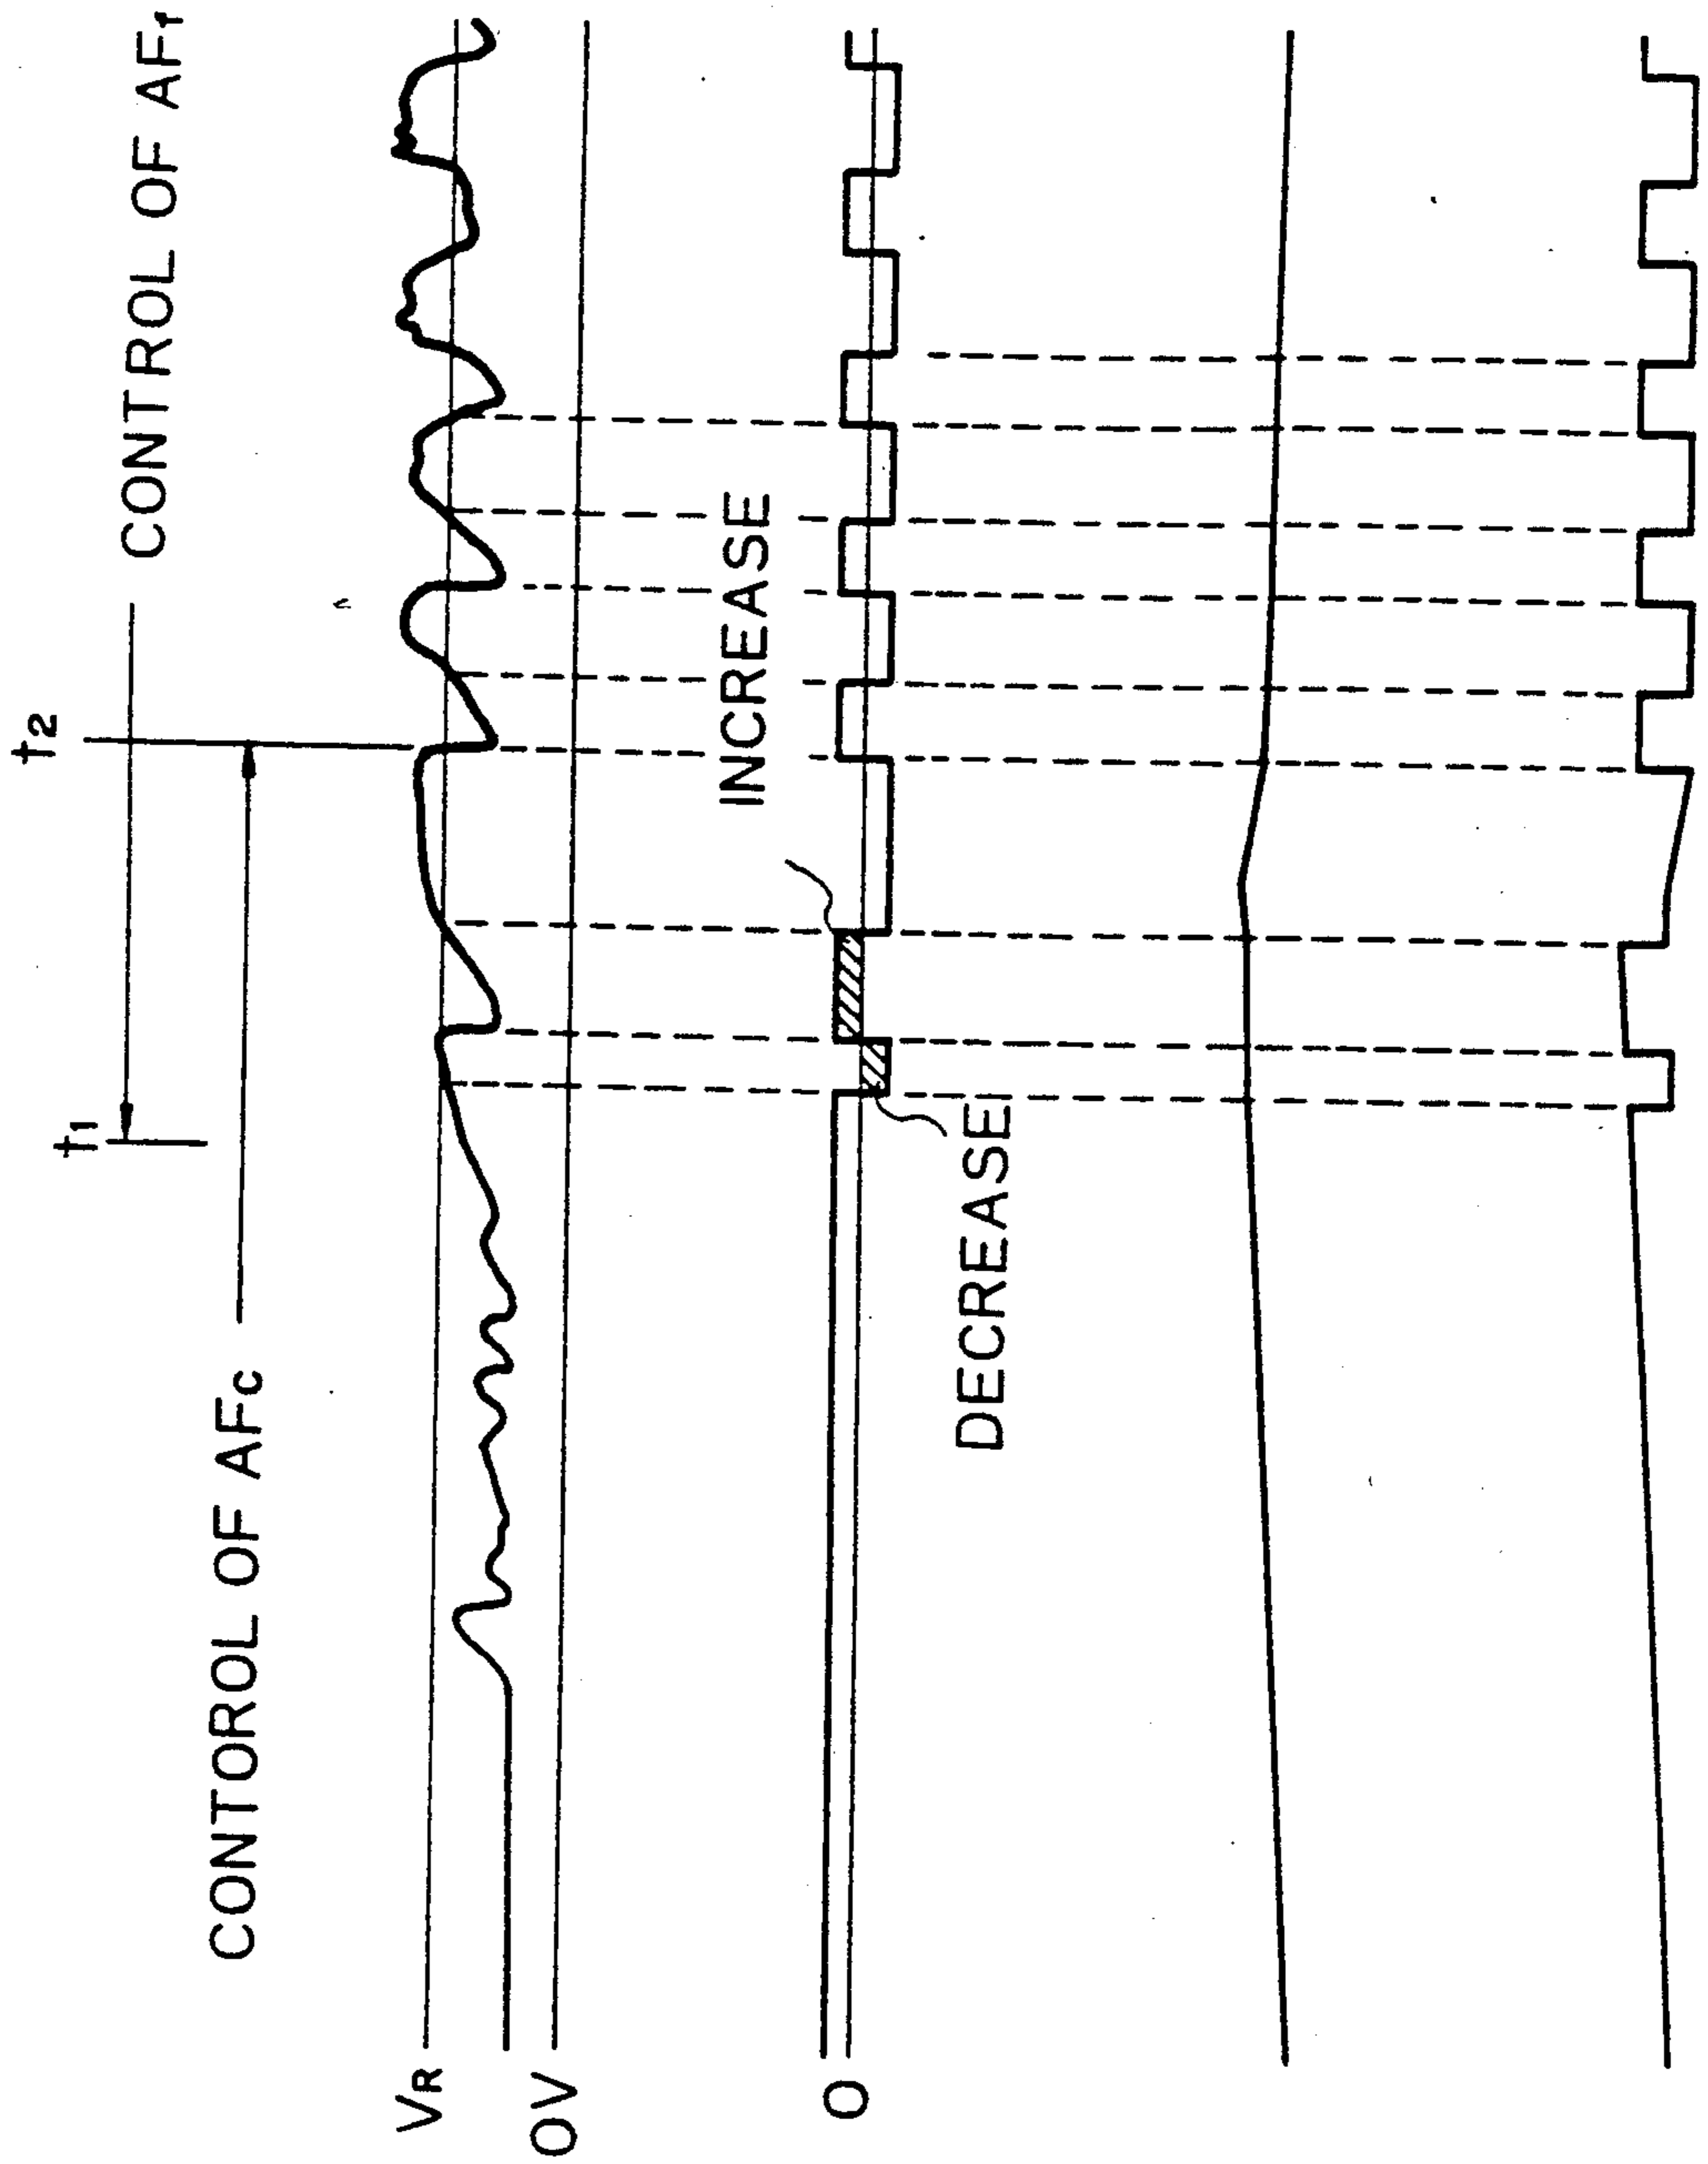 t₁
t₂
CONTROL OF AFf
CONTOROL OF AFc
VR
OV
INCREASE
O
DECREASE